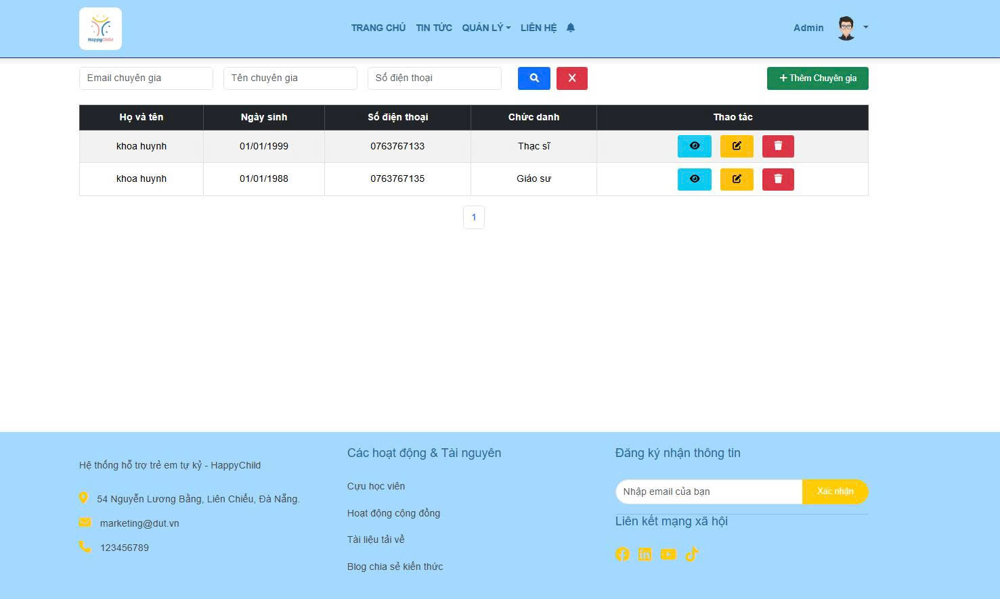 HappyChild
TRANG CHỦ TIN TỨC QUẢN LÝ LIÊN HỆ
Admin
Email chuyên gia
Tên chuyên gia
Số điện thoại
Thêm Chuyên gia
Họ và tên Ngày sinh Số điện thoại Chức danh Thao tác
khoa huynh 01/01/1999 0763767133 Thạc sĩ
khoa huynh 01/01/1988 0763767135 Giáo sư
1
Hệ thống hỗ trợ trẻ em tự kỷ - HappyChild
54 Nguyễn Lương Bằng, Liên Chiểu, Đà Nẵng.
marketing@dut.vn
123456789
Các hoạt động & Tài nguyên
Cựu học viên
Hoạt động cộng đồng
Tài liệu tải về
Blog chia sẻ kiến thức
Đăng ký nhận thông tin
Nhập email của bạn
Xác nhận
Liên kết mạng xã hội